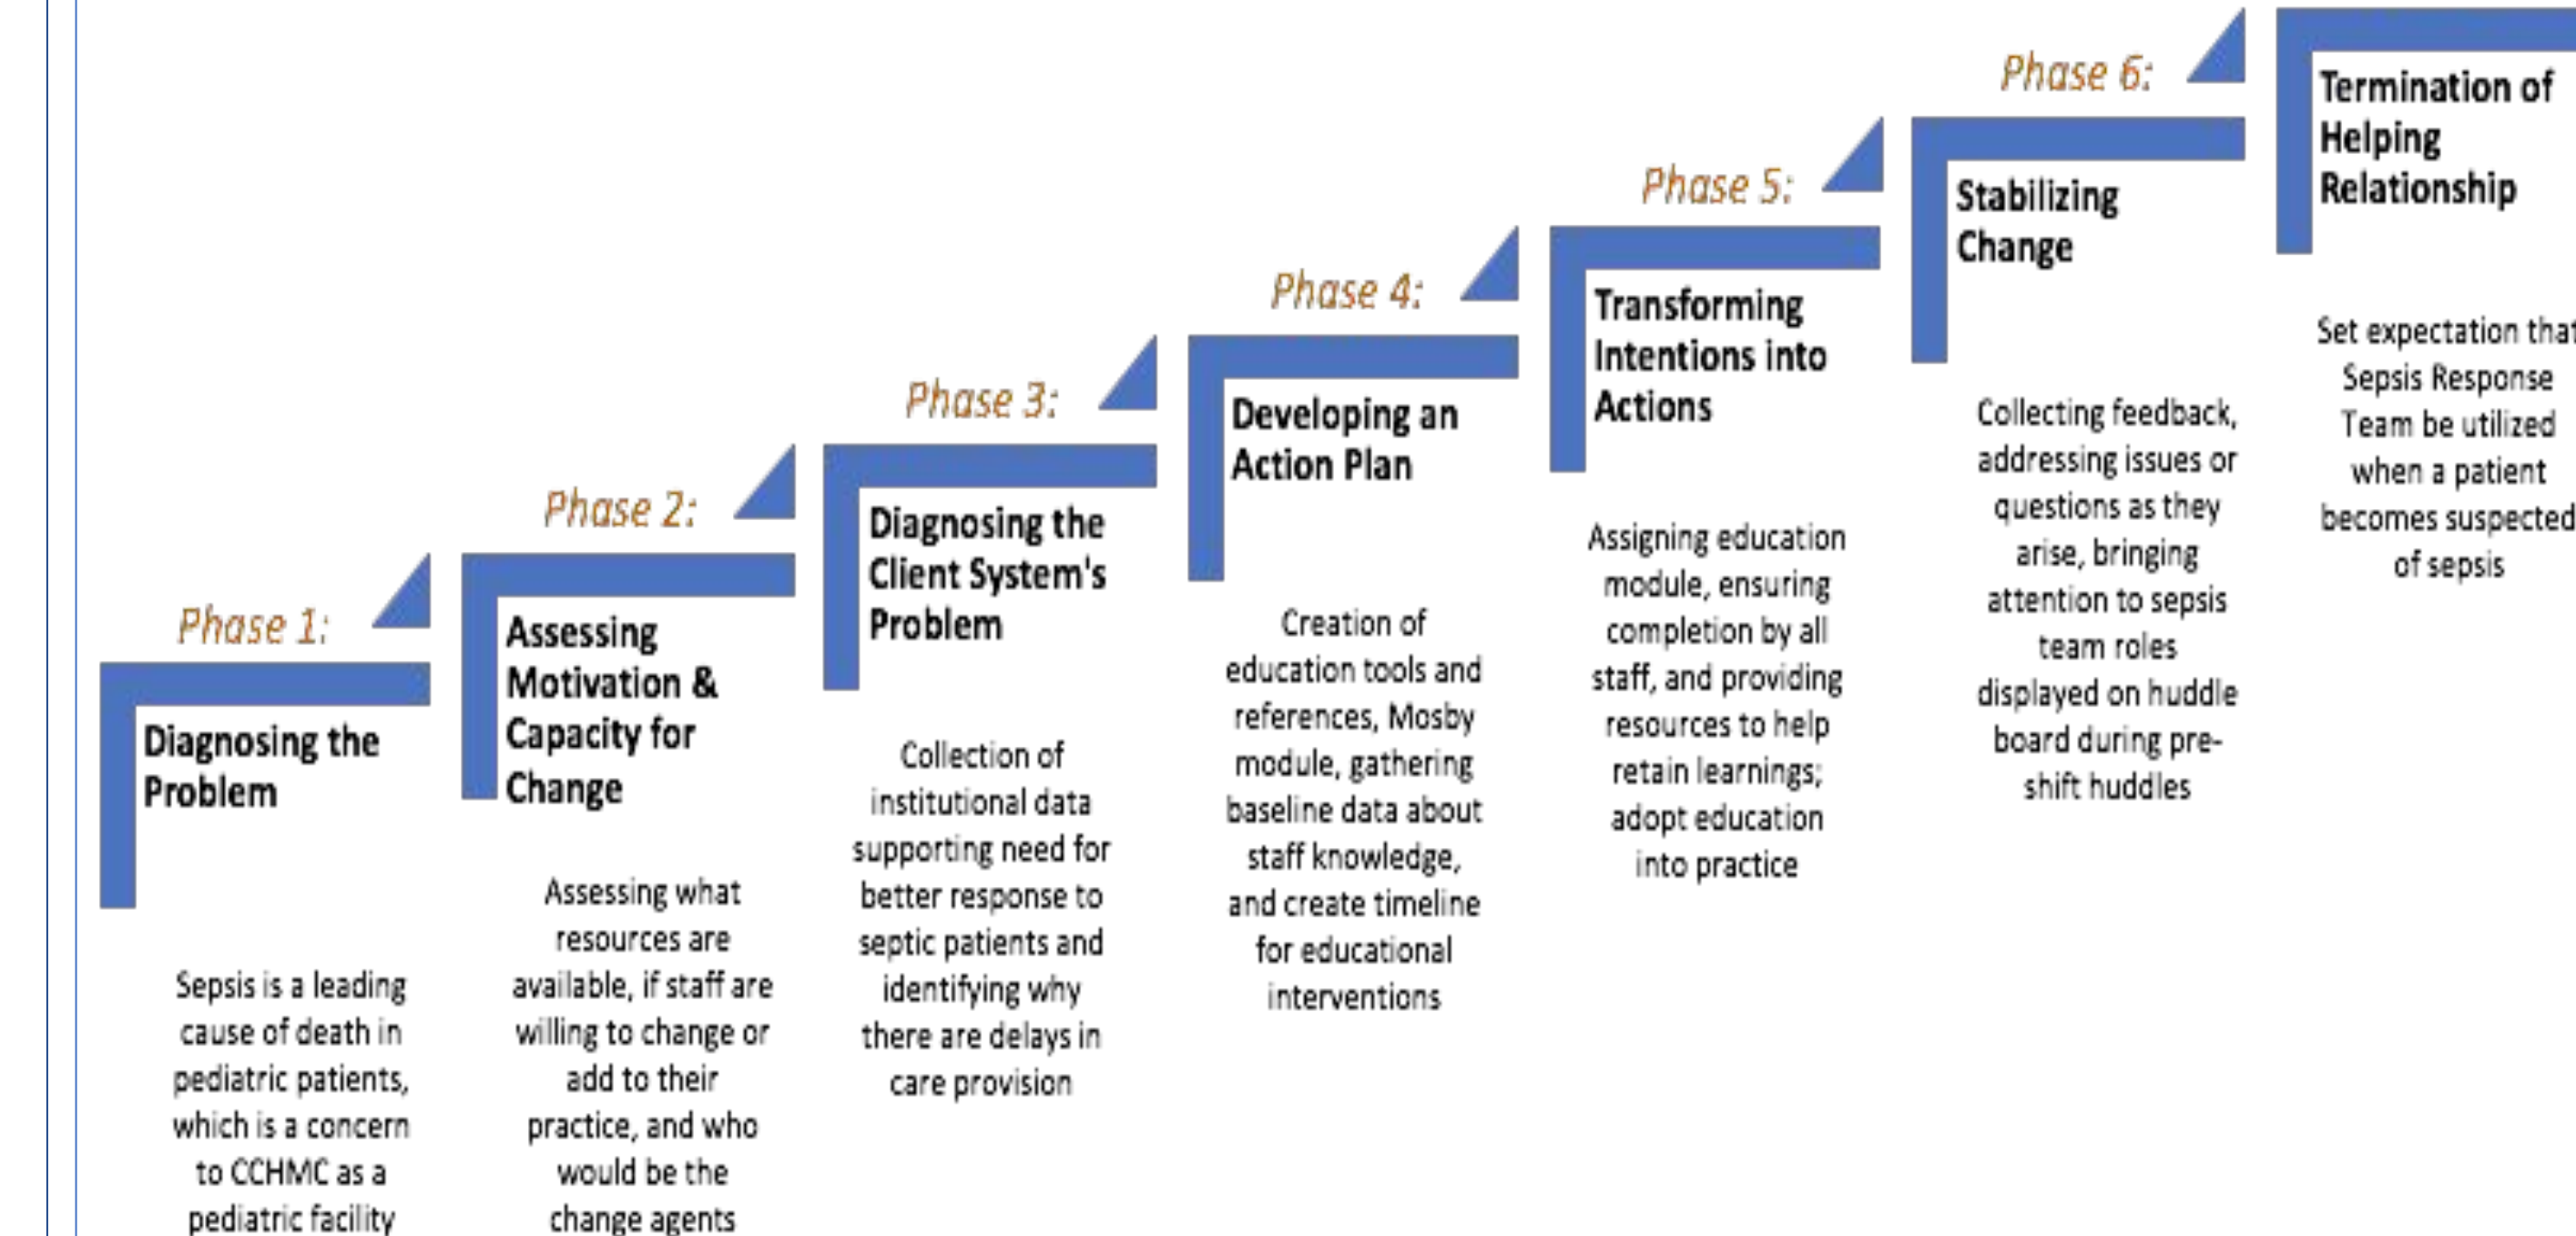 Phase 1:
Diagnosing the
Problem
Sepsis is a leading
cause of death in
pediatric patients,
which is a concern
to CCHMC as a
pediatric facility
Phase 2:
Assessing
Motivation &
Capacity for
Change
Assessing what
resources are
available, if staff are
willing to change or
add to their
practice, and who
would be the
change agents
Phase 3:
Diagnosing the
Client System's
Problem
Collection of
institutional data
supporting need for
better response to
septic patients and
identifying why
there are delays in
care provision
Phase 4:
Developing an
Action Plan
Creation of
education tools and
references, Mosby
module, gathering
baseline data about
staff knowledge,
and create timeline
for educational
interventions
Phase 5:
Transforming
Intentions into
Actions
Assigning education
module, ensuring
completion by all
staff, and providing
resources to help
retain learnings;
adopt education
into practice
Phase 6:
Stabilizing
Change
Collecting feedback,
addressing issues or
questions as they
arise, bringing
attention to sepsis
team roles
displayed on huddle
board during pre-
shift huddles
Termination of
Helping
Relationship
Set expectation that
Sepsis Response
Team be utilized
when a patient
becomes suspected
of sepsis